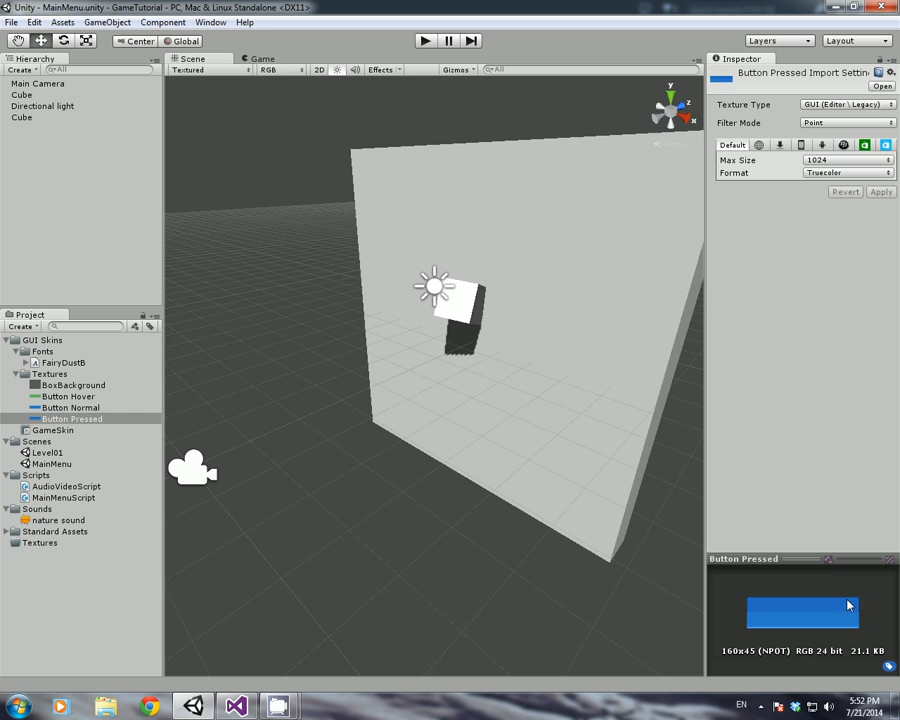 Unity - MainMenu.unity - GameTutorial - PC, Mac & Linux Standalone <DX11>
File Edit Assets GameObject Component Window Help
Center Global Layers Layout
Hierarchy
Create All
Main Camera
Cube
Directional light
Cube
Scene Game
Textured RGB 2D Effects Gizmos All
y
z
x
Persp
Project
Create
GUI Skins
Fonts
FairyDustB
Textures
BoxBackground
Button Hover
Button Normal
Button Pressed
GameSkin
Scenes
Level01
MainMenu
Scripts
AudioVideoScript
MainMenuScript
Sounds
nature sound
Standard Assets
Textures
Inspector
Button Pressed Import Settin
Open
Texture Type GUI (Editor \ Legacy)
Filter Mode Point
Default
Max Size 1024
Format Truecolor
Revert Apply
Button Pressed
160x45 (NPOT) RGB 24 bit 21.1 KB
EN 5:52 PM
7/21/2014